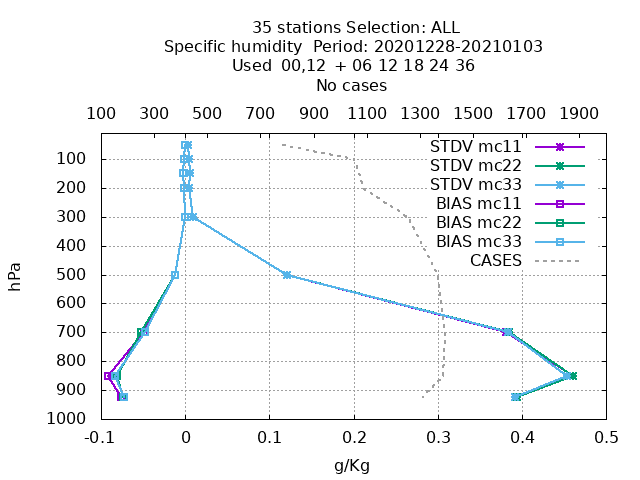 35 stations Selection: ALL
Specific humidity  Period: 20201228-20210103
Used  00,12  + 06 12 18 24 36
No cases
100 300 500 700 900 1100 1300 1500 1700 1900
STDV mc11
STDV mc22
STDV mc33
BIAS mc11
BIAS mc22
BIAS mc33
CASES
100
200
300
400
500
600
700
800
900
1000
hPa
-0.1 0 0.1 0.2 0.3 0.4 0.5
g/Kg